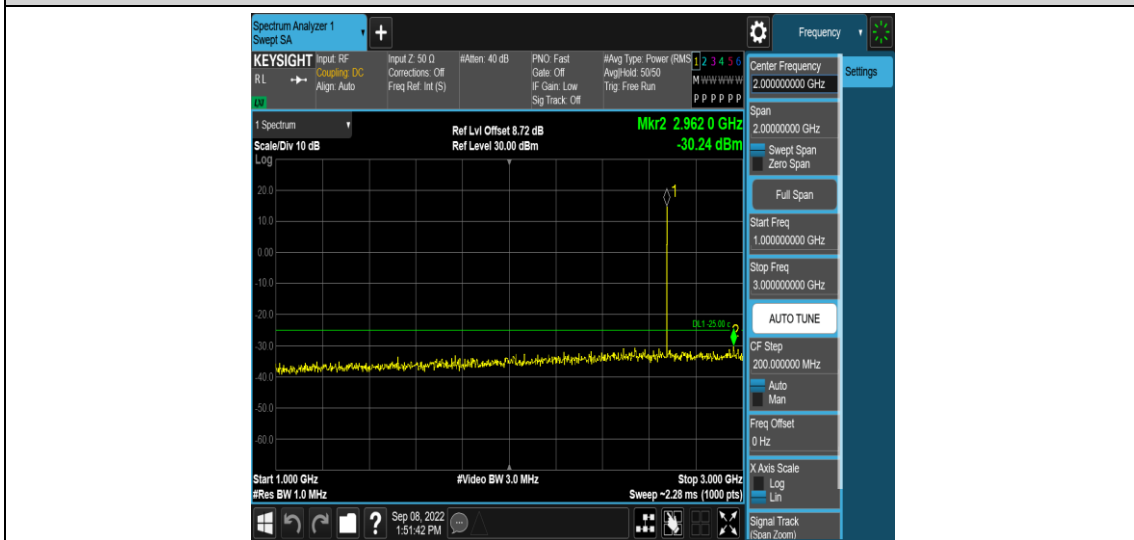 Spectrum Analyzer 1
Swept SA
Frequency
KEYSIGHT
Input: RF
Input Z: 50 Ω
#Atten: 40 dB
PNO: Fast
#Avg Type: Power (RMS
1 2 3 4 5 6
R L
Coupling: DC
Corrections: Off
Gate: Off
Avg|Hold: 50/50
M W W W W W
Align: Auto
Freq Ref: Int (S)
IF Gain: Low
Trig: Free Run
Sig Track: Off
P P P P P P
Center Frequency
2.000000000 GHz
Settings
1 Spectrum
Ref Lvl Offset 8.72 dB
Mkr2 2.962 0 GHz
Scale/Div 10 dB
Ref Level 30.00 dBm
-30.24 dBm
Log
20.0
10.0
0.00
-10.0
-20.0
-30.0
-40.0
-50.0
-60.0
1
DL1 -25.00
2
Start 1.000 GHz
#Video BW 3.0 MHz
Stop 3.000 GHz
#Res BW 1.0 MHz
Sweep ~2.28 ms (1000 pts)
Span
2.00000000 GHz
Swept Span
Zero Span
Full Span
Start Freq
1.000000000 GHz
Stop Freq
3.000000000 GHz
AUTO TUNE
CF Step
200.000000 MHz
Auto
Man
Freq Offset
0 Hz
X Axis Scale
Log
Lin
Signal Track
(Span Zoom)
?
Sep 08, 2022
1:51:42 PM